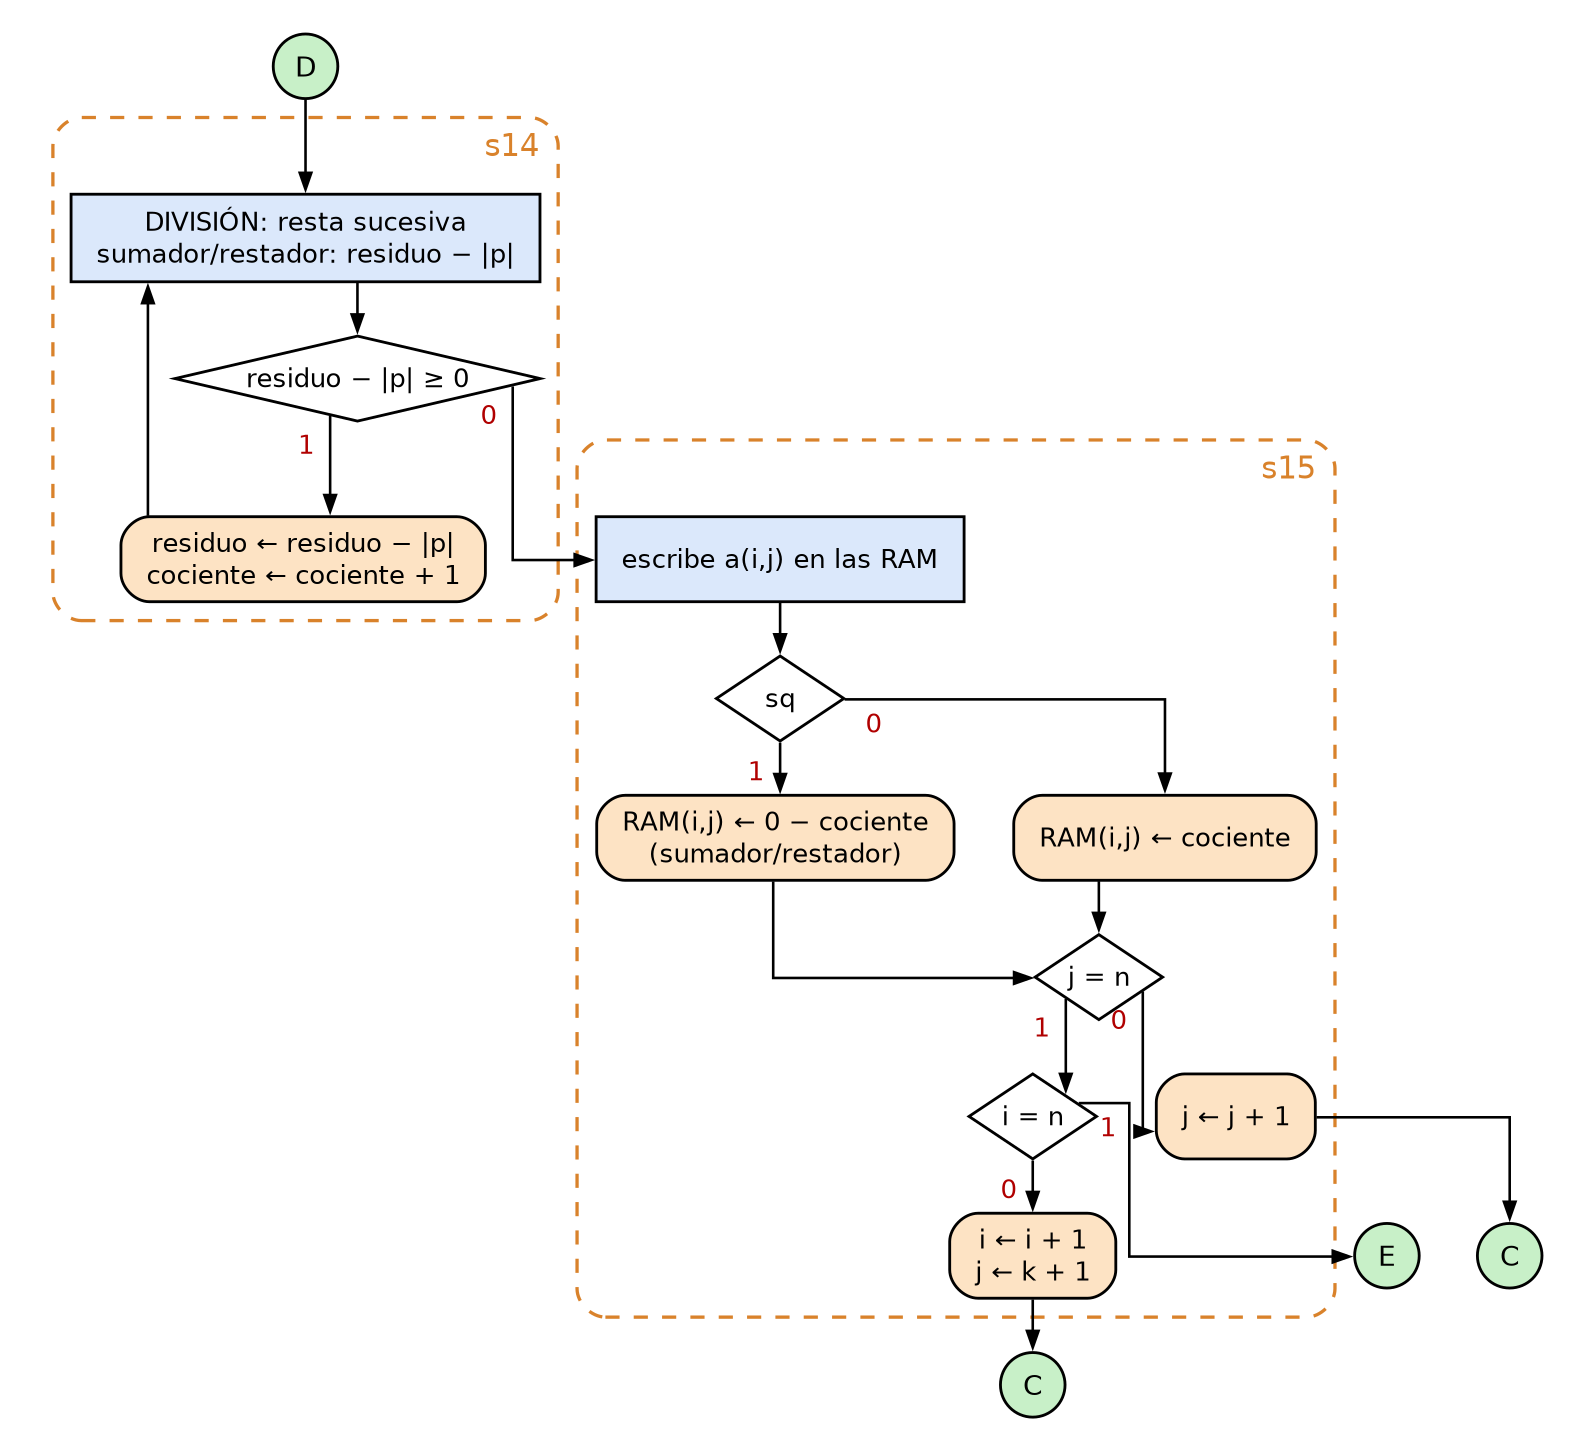 D
s14
DIVISIÓN: resta sucesiva
sumador/restador: residuo − |p|
residuo − |p| ≥ 0
0
1
residuo ← residuo − |p|
cociente ← cociente + 1
s15
escribe a(i,j) en las RAM
sq
0
1
RAM(i,j) ← 0 − cociente
(sumador/restador)
RAM(i,j) ← cociente
j = n
1
0
i = n
1
j ← j + 1
0
i ← i + 1
j ← k + 1
E
C
C